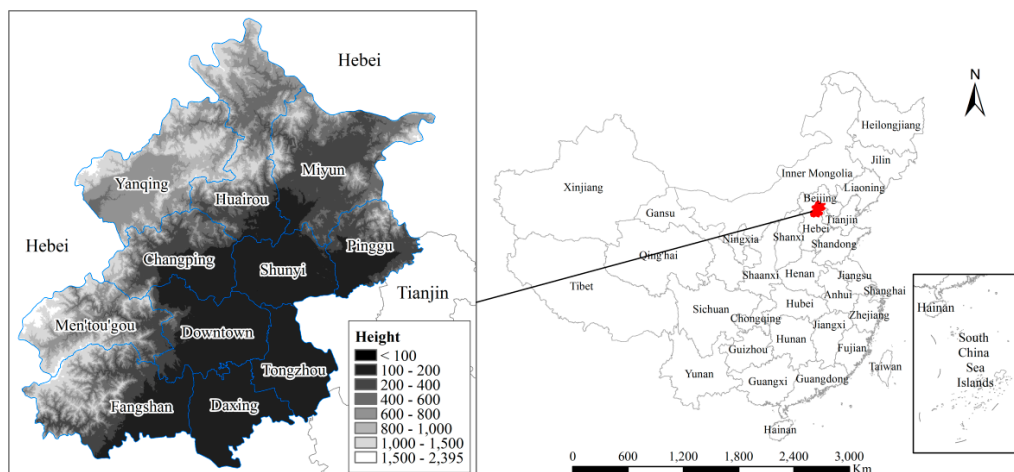 Hebei
Miyun
Yanqing
Huairou
Hebei
Pinggu
Changping
Shunyi
Tianjin
Men'tou'gou
Downtown
Tongzhou
Fangshan
Daxing
Height
< 100
100 - 200
200 - 400
400 - 600
600 - 800
800 - 1,000
1,000 - 1,500
1,500 - 2,395
N
Heilongjiang
Jilin
Inner Mongolia
Liaoning
Xinjiang
Beijing
Gansu
Tianjin
Hebei
Ningxia
Shanxi
Shandong
Qing'hai
Shaanxi
Henan
Jiangsu
Tibet
Shanghai
Anhui
Hubei
Sichuan
Zhejiang
Chongqing
Jiangxi
Hunan
Guizhou
Fujian
Taiwan
Yunan
Guangxi
Guangdong
Hainan
Hainan
South
China
Sea
Islands
0 600 1,200 1,800 2,400 3,000
Km